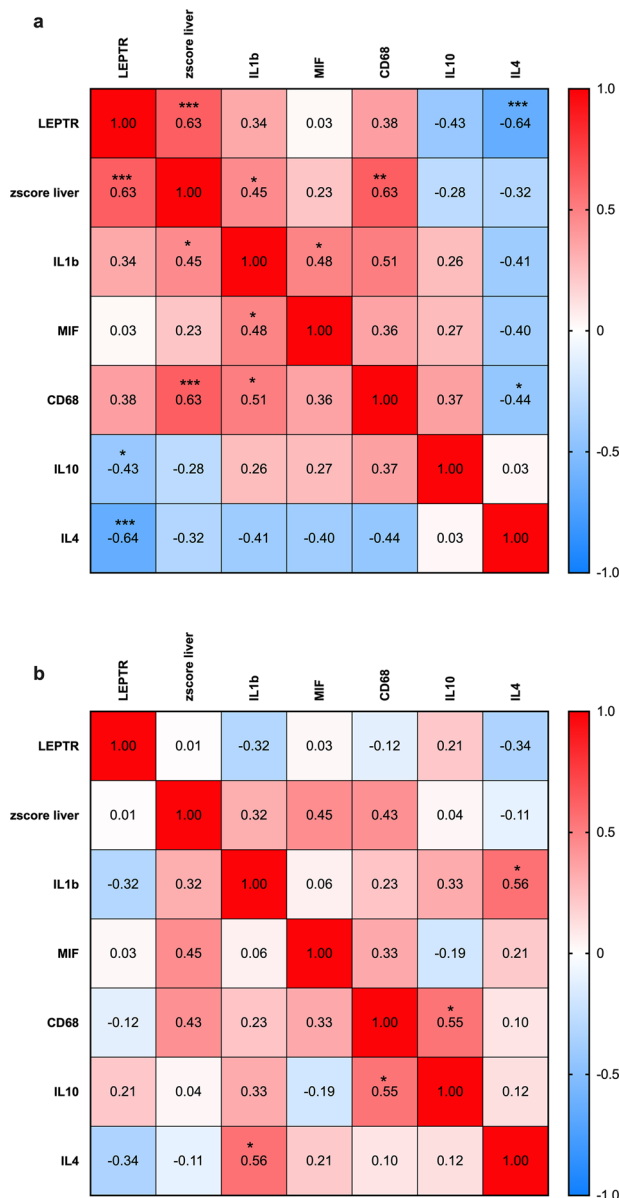 a
LEPTR zscore liver IL1b MIF CD68 IL10 IL4
*** ***
LEPTR 1.00 0.63 0.34 0.03 0.38 -0.43 -0.64 1.0
*** * **
zscore liver 0.63 1.00 0.45 0.23 0.63 -0.28 -0.32 0.5
* *
IL1b 0.34 0.45 1.00 0.48 0.51 0.26 -0.41
*
MIF 0.03 0.23 0.48 1.00 0.36 0.27 -0.40 0
*** * *
CD68 0.38 0.63 0.51 0.36 1.00 0.37 -0.44
*
IL10 -0.43 -0.28 0.26 0.27 0.37 1.00 0.03 -0.5
***
IL4 -0.64 -0.32 -0.41 -0.40 -0.44 0.03 1.00
-1.0
b
LEPTR zscore liver IL1b MIF CD68 IL10 IL4
1.0
LEPTR 1.00 0.01 -0.32 0.03 -0.12 0.21 -0.34
zscore liver 0.01 1.00 0.32 0.45 0.43 0.04 -0.11 0.5
*
IL1b -0.32 0.32 1.00 0.06 0.23 0.33 0.56
MIF 0.03 0.45 0.06 1.00 0.33 -0.19 0.21 0
*
CD68 -0.12 0.43 0.23 0.33 1.00 0.55 0.10
*
IL10 0.21 0.04 0.33 -0.19 0.55 1.00 0.12 -0.5
*
IL4 -0.34 -0.11 0.56 0.21 0.10 0.12 1.00
-1.0